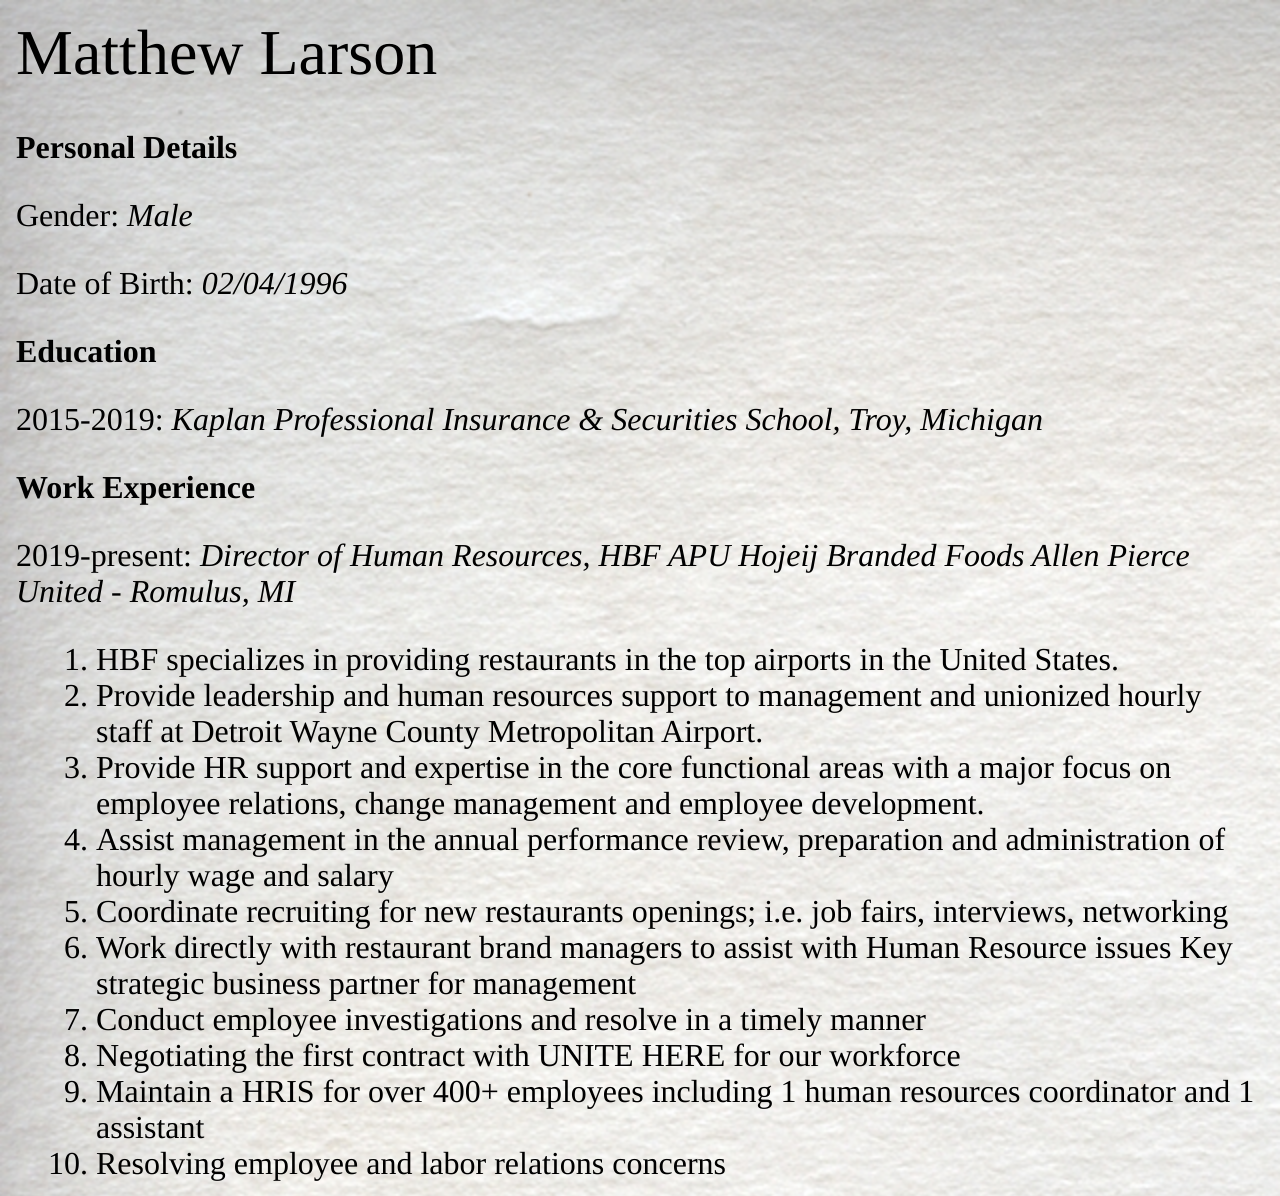 Matthew Larson
Personal Details
Gender: Male
Date of Birth: 02/04/1996
Education
2015-2019: Kaplan Professional Insurance & Securities School, Troy, Michigan
Work Experience
2019-present: Director of Human Resources, HBF APU Hojeij Branded Foods Allen Pierce
United - Romulus, MI
1. HBF specializes in providing restaurants in the top airports in the United States.
2. Provide leadership and human resources support to management and unionized hourly
staff at Detroit Wayne County Metropolitan Airport.
3. Provide HR support and expertise in the core functional areas with a major focus on
employee relations, change management and employee development.
4. Assist management in the annual performance review, preparation and administration of
hourly wage and salary
5. Coordinate recruiting for new restaurants openings; i.e. job fairs, interviews, networking
6. Work directly with restaurant brand managers to assist with Human Resource issues Key
strategic business partner for management
7. Conduct employee investigations and resolve in a timely manner
8. Negotiating the first contract with UNITE HERE for our workforce
9. Maintain a HRIS for over 400+ employees including 1 human resources coordinator and 1
assistant
10. Resolving employee and labor relations concerns